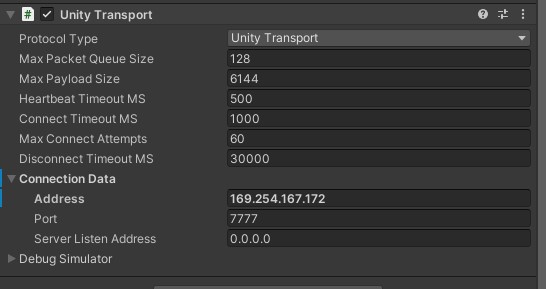 Unity Transport
Protocol Type Unity Transport
Max Packet Queue Size 128
Max Payload Size 6144
Heartbeat Timeout MS 500
Connect Timeout MS 1000
Max Connect Attempts 60
Disconnect Timeout MS 30000
Connection Data
Address 169.254.167.172
Port 7777
Server Listen Address 0.0.0.0
Debug Simulator